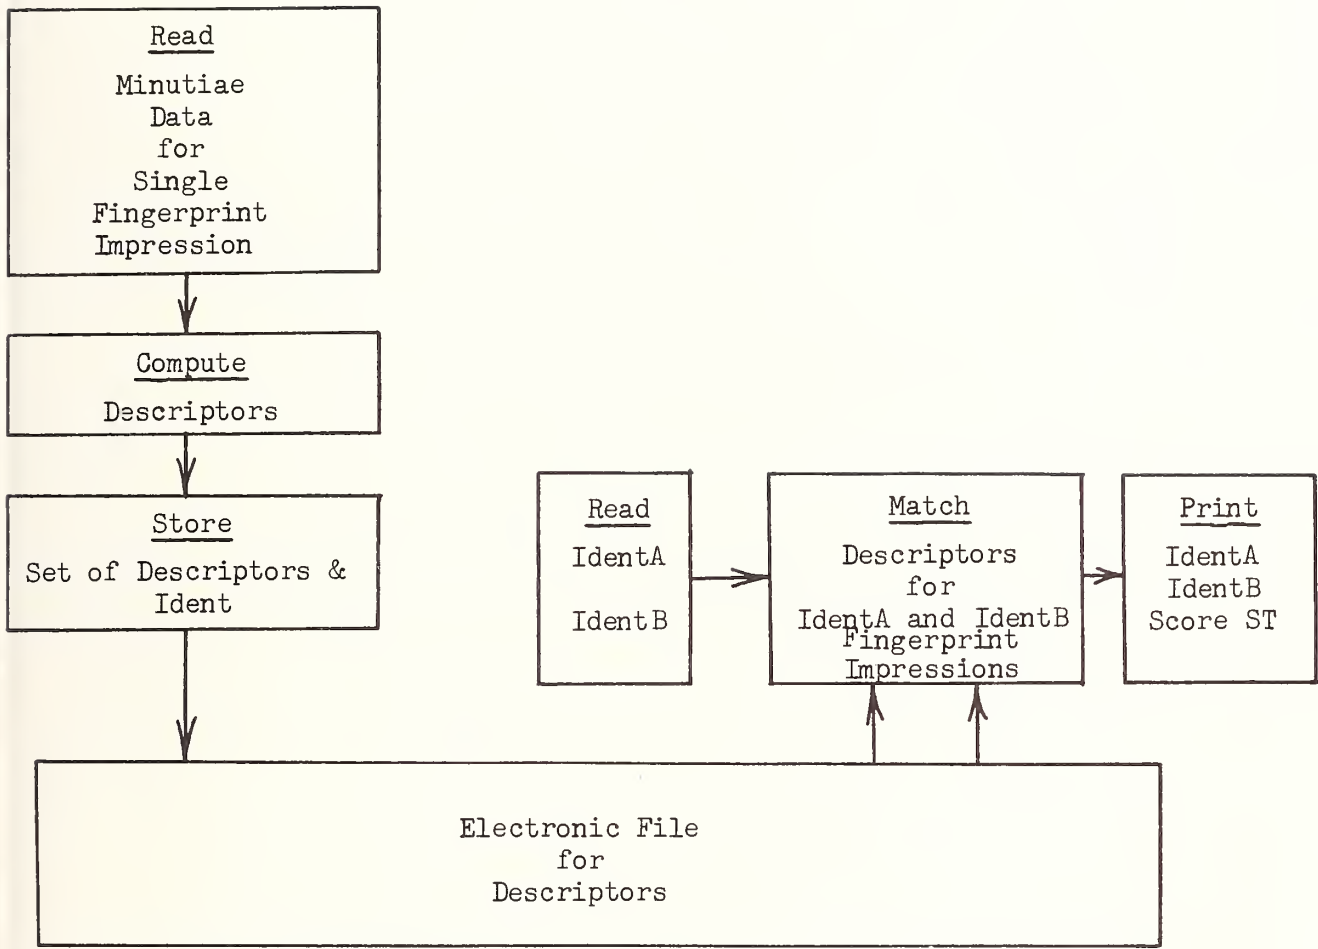 Read
Minutiae
Data
for
Single
Fingerprint
Impression
Compute
Descriptors
Store
Set of Descriptors &
Ident
Read
IdentA
IdentB
Match
Descriptors
for
IdentA and IdentB
Fingerprint
Impressions
Print
IdentA
IdentB
Score ST
Electronic File
for
Descriptors